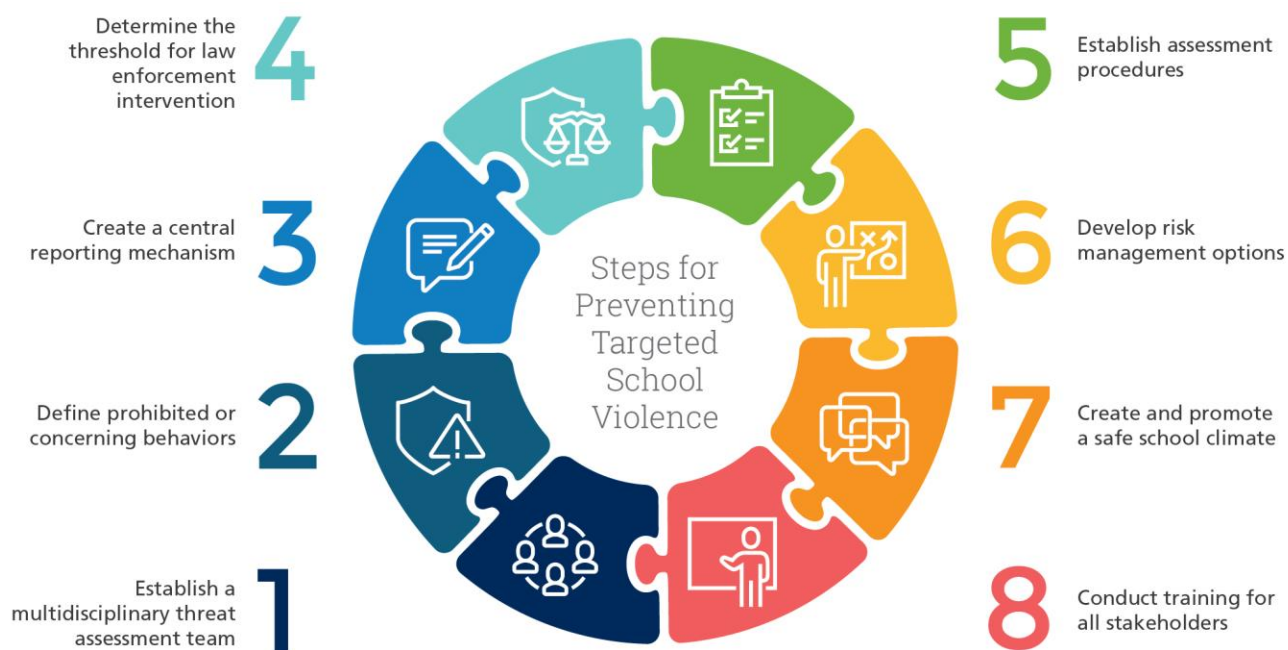 4
Determine the
threshold for law
enforcement
intervention
3
Create a central
reporting mechanism
2
Define prohibited or
concerning behaviors
1
Establish a
multidisciplinary threat
assessment team
Steps for
Preventing
Targeted
School
Violence
5
Establish assessment
procedures
6
Develop risk
management options
7
Create and promote
a safe school climate
8
Conduct training for
all stakeholders